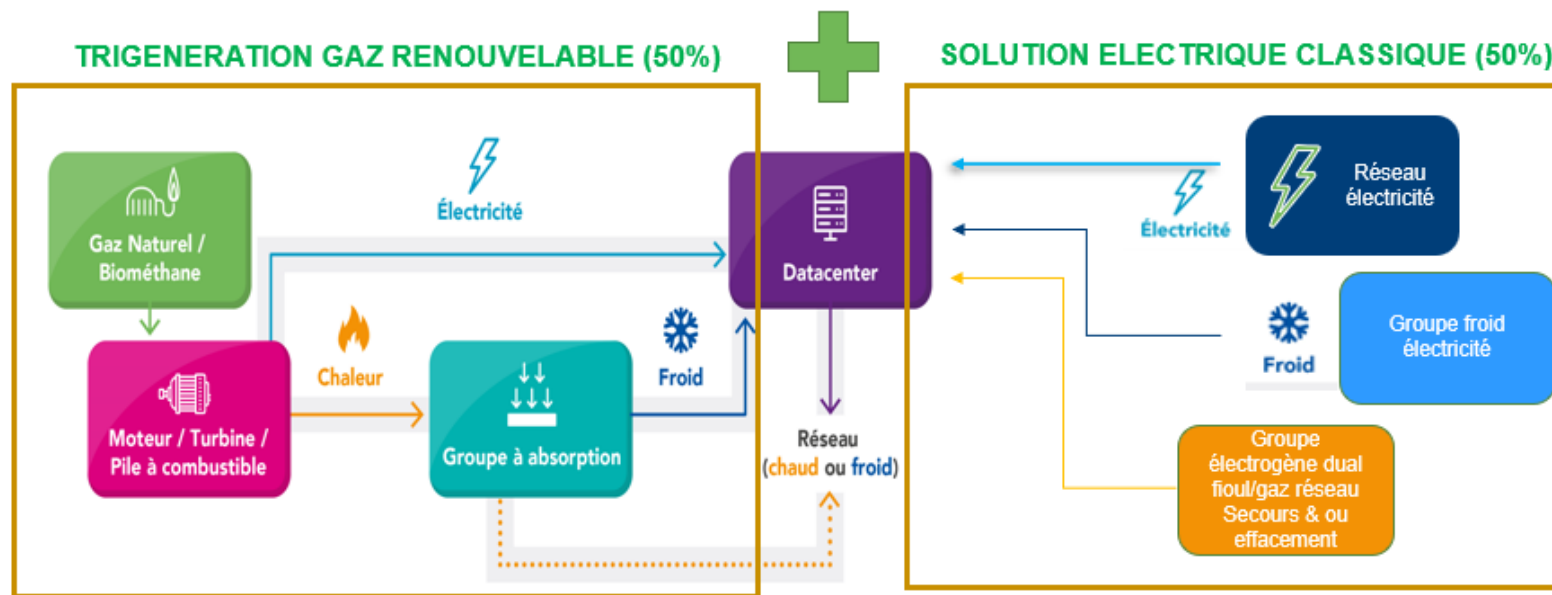 TRIGENERATION GAZ RENOUVELABLE (50%)
SOLUTION ELECTRIQUE CLASSIQUE (50%)
Gaz Naturel /
Biométhane
Électricité
Datacenter
Moteur / Turbine /
Pile à combustible
Chaleur
Groupe à absorption
Froid
Réseau
(chaud ou froid)
Électricité
Réseau
électricité
Froid
Groupe froid
électricité
Groupe
électrogène dual
fioul/gaz réseau
Secours & ou
effacement